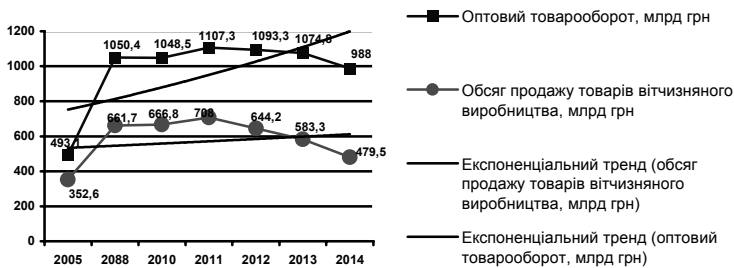 1200
1000
800
600
400
200
0
493,1
1050,4
1048,5
1107,3
1093,3
1074,8
988
352,6
661,7
666,8
708
644,2
583,3
479,5
2005 2088 2010 2011 2012 2013 2014
Оптовий товарооборот, млрд грн
Обсяг продажу товарів вітчизняного
виробництва, млрд грн
Експоненціальний тренд (обсяг
продажу товарів вітчизняного
виробництва, млрд грн)
Експоненціальний тренд (оптовий
товарооборот, млрд грн)